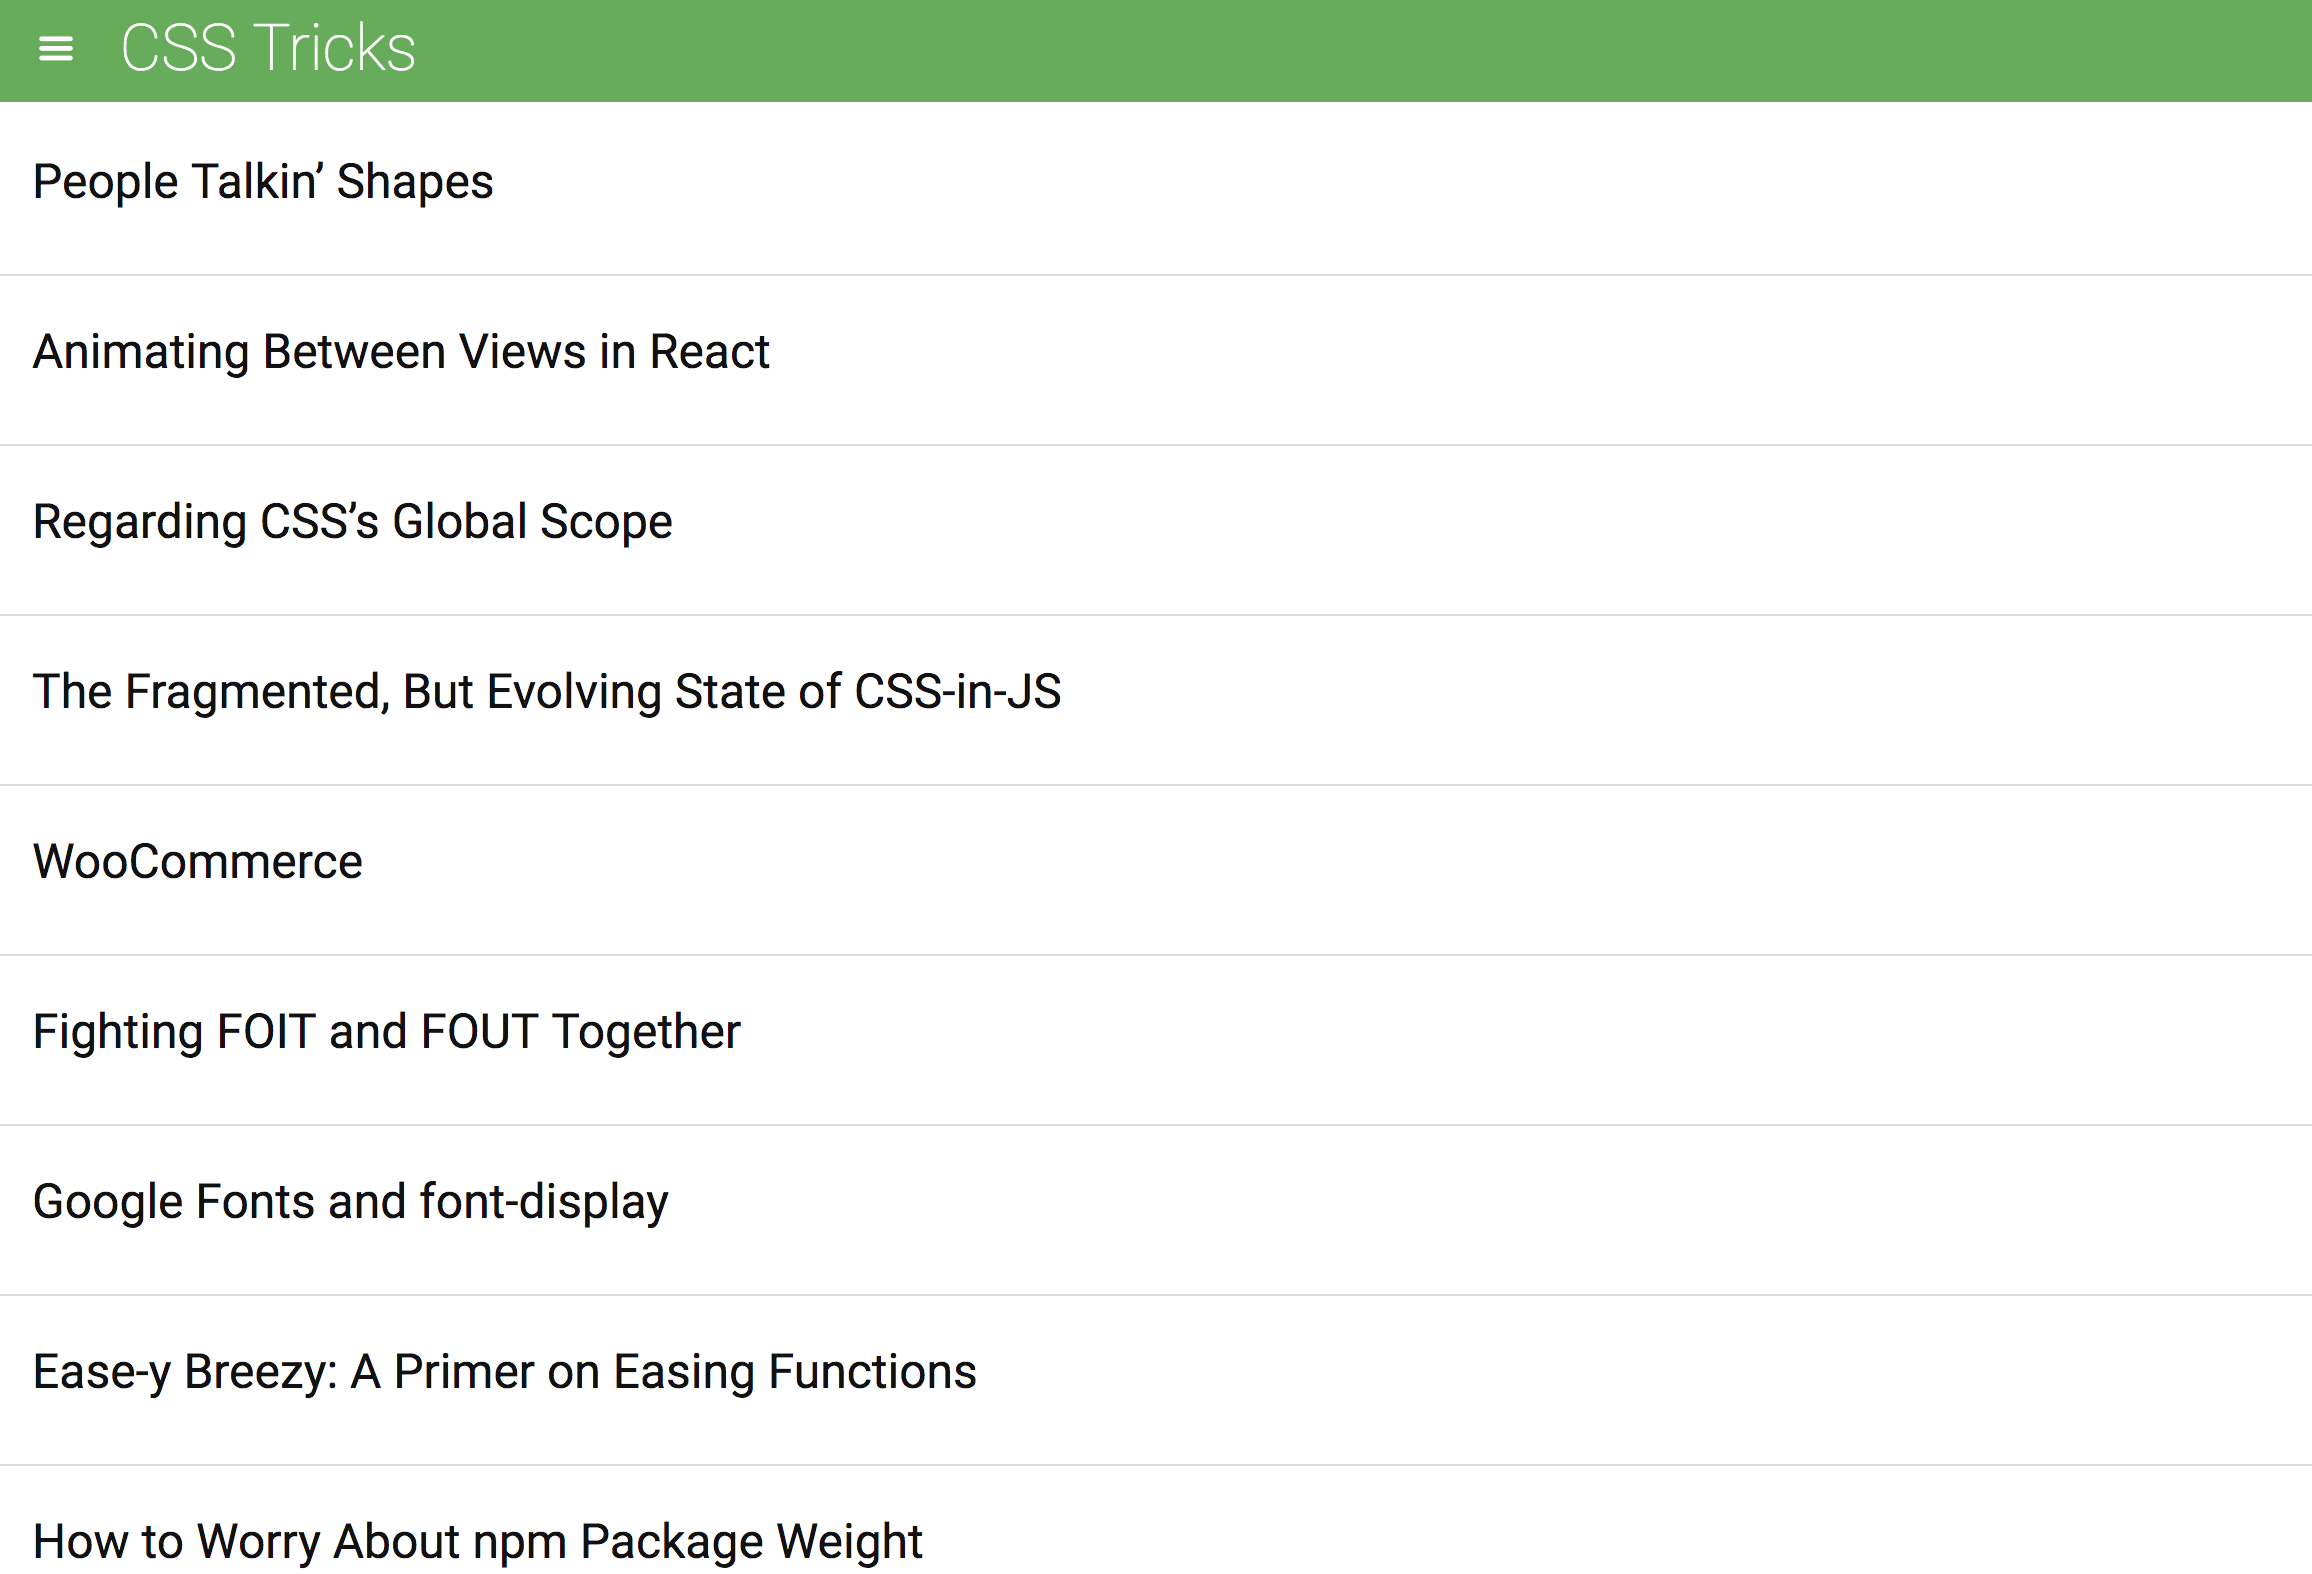 CSS Tricks
People Talkin’ Shapes
Animating Between Views in React
Regarding CSS’s Global Scope
The Fragmented, But Evolving State of CSS-in-JS
WooCommerce
Fighting FOIT and FOUT Together
Google Fonts and font-display
Ease-y Breezy: A Primer on Easing Functions
How to Worry About npm Package Weight